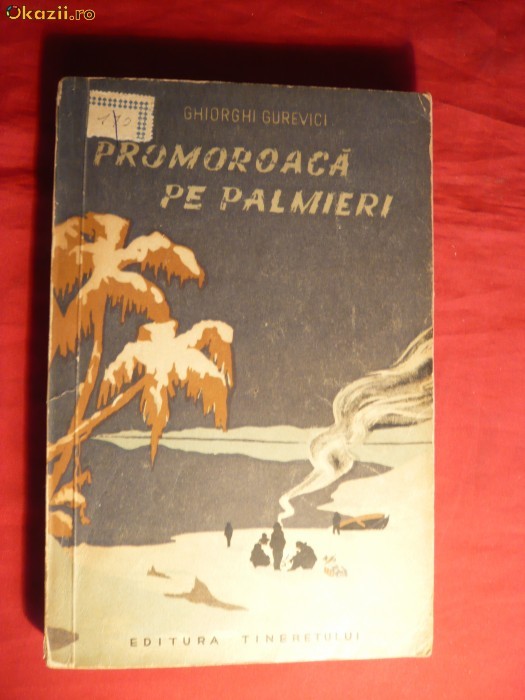 Okazii.ro
GHIORGHI GUREVICI
PROMOROACĂ
PE PALMIERI
EDITURA TINERETULUI